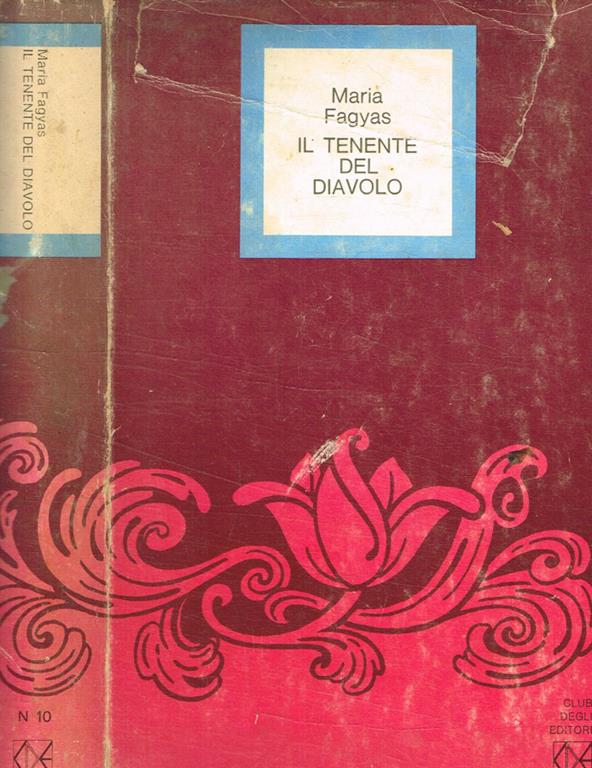 Maria Fagyas
IL TENENTE DEL DIAVOLO
N 10
Maria
Fagyas
IL TENENTE
DEL
DIAVOLO
CLUB
DEGLI
EDITORI